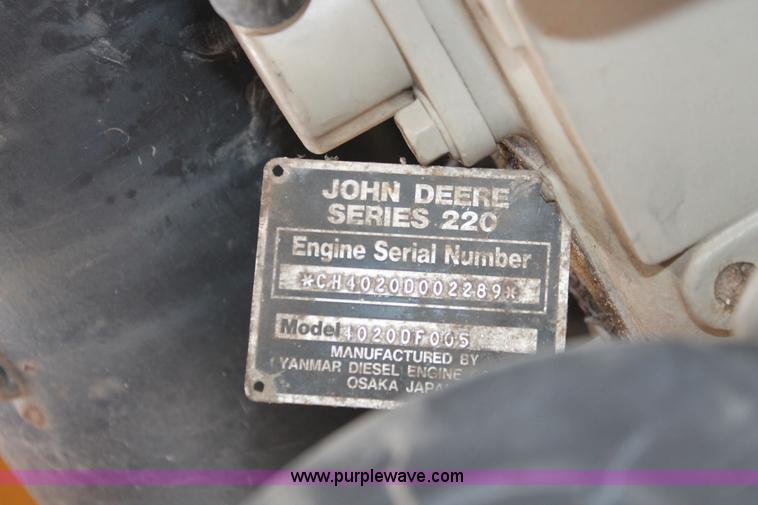 JOHN DEERE
SERIES 220
Engine Serial Number
*CH4020D002289*
Model 4020DF005
MANUFACTURED BY
YANMAR DIESEL ENGINE
OSAKA JAPAN
www.purplewave.com